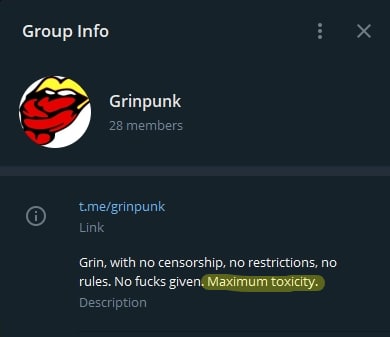 Group Info
Grinpunk
28 members
t.me/grinpunk
Link
Grin, with no censorship, no restrictions, no
rules. No fucks given. Maximum toxicity.
Description